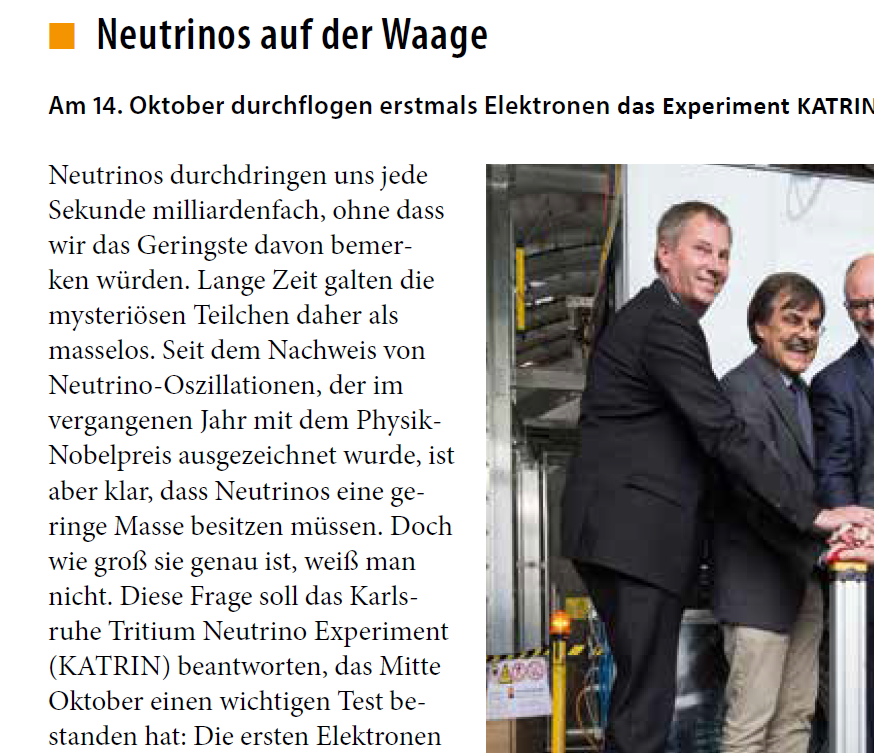 Neutrinos auf der Waage
Am 14. Oktober durchflogen erstmals Elektronen das Experiment KATRIN
Neutrinos durchdringen uns jede
Sekunde milliardenfach, ohne dass
wir das Geringste davon bemer-
ken würden. Lange Zeit galten die
mysteriösen Teilchen daher als
masselos. Seit dem Nachweis von
Neutrino-Oszillationen, der im
vergangenen Jahr mit dem Physik-
Nobelpreis ausgezeichnet wurde, ist
aber klar, dass Neutrinos eine ge-
ringe Masse besitzen müssen. Doch
wie groß sie genau ist, weiß man
nicht. Diese Frage soll das Karls-
ruhe Tritium Neutrino Experiment
(KATRIN) beantworten, das Mitte
Oktober einen wichtigen Test be-
standen hat: Die ersten Elektronen